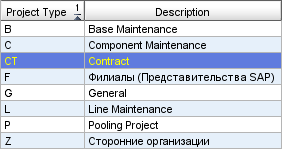 Project Type 1 Description
B Base Maintenance
C Component Maintenance
CT Contract
F Филиалы (Представительства SAP)
G General
L Line Maintenance
P Pooling Project
Z Сторонние организации